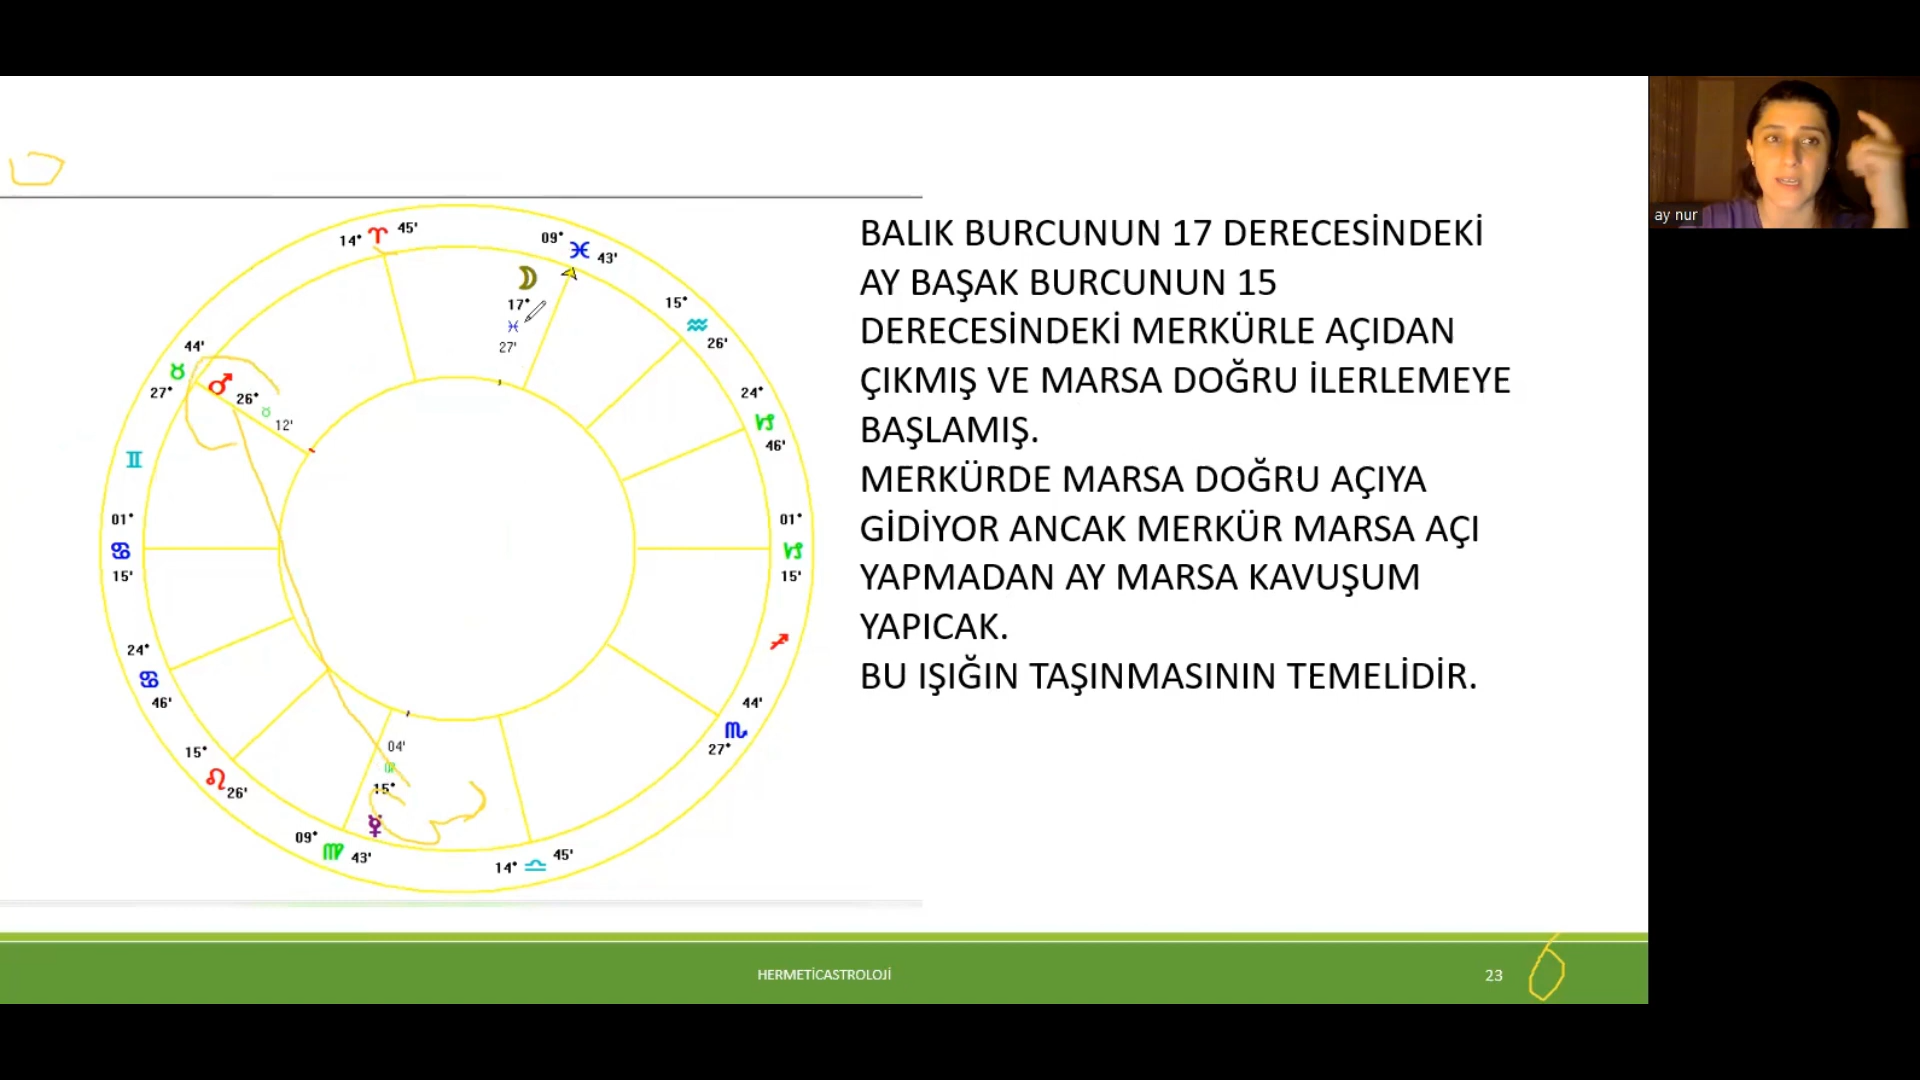 14° 45'
09° 43'
17°
27'
15° 26'
44'
27°
26°
12'
24° 46'
01° 15'
01° 15'
24° 46'
44'
27°
04'
15°
15° 26'
09° 43'
14° 45'
BALIK BURCUNUN 17 DERECESİNDEKİ
AY BAŞAK BURCUNUN 15
DERECESİNDEKİ MERKÜRLE AÇIDAN
ÇIKMIŞ VE MARSA DOĞRU İLERLEMEYE
BAŞLAMIŞ.
MERKÜRDE MARSA DOĞRU AÇIYA
GİDİYOR ANCAK MERKÜR MARSA AÇI
YAPMADAN AY MARSA KAVUŞUM
YAPICAK.
BU IŞIĞIN TAŞINMASININ TEMELİDİR.
ay nur
HERMETİCASTROLOJİ
23